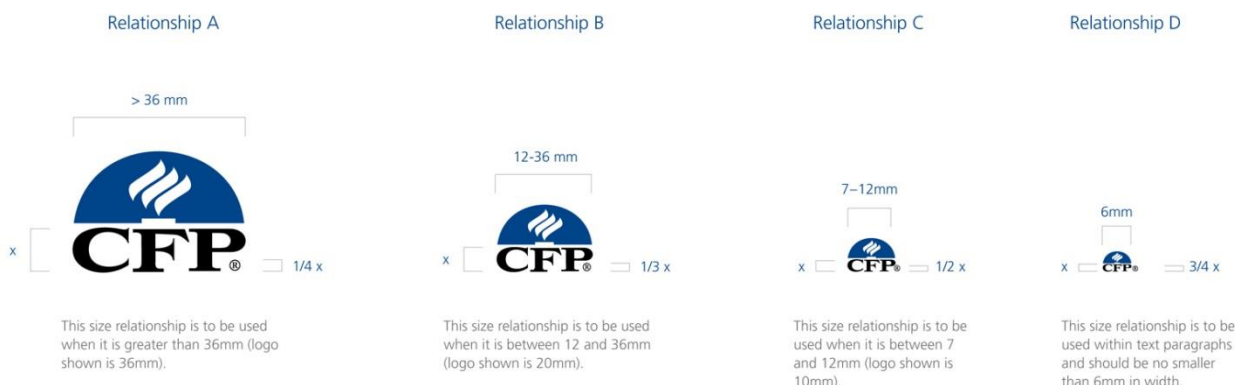 Relationship A
Relationship B
Relationship C
Relationship D
> 36 mm
12-36 mm
7–12mm
6mm
x
CFP®
1/4 x
x
CFP®
1/3 x
x
CFP®
1/2 x
x
CFP®
3/4 x
This size relationship is to be used
when it is greater than 36mm (logo
shown is 36mm).
This size relationship is to be used
when it is between 12 and 36mm
(logo shown is 20mm).
This size relationship is to be
used when it is between 7
and 12mm (logo shown is
10mm)
This size relationship is to be
used within text paragraphs
and should be no smaller
than 6mm in width